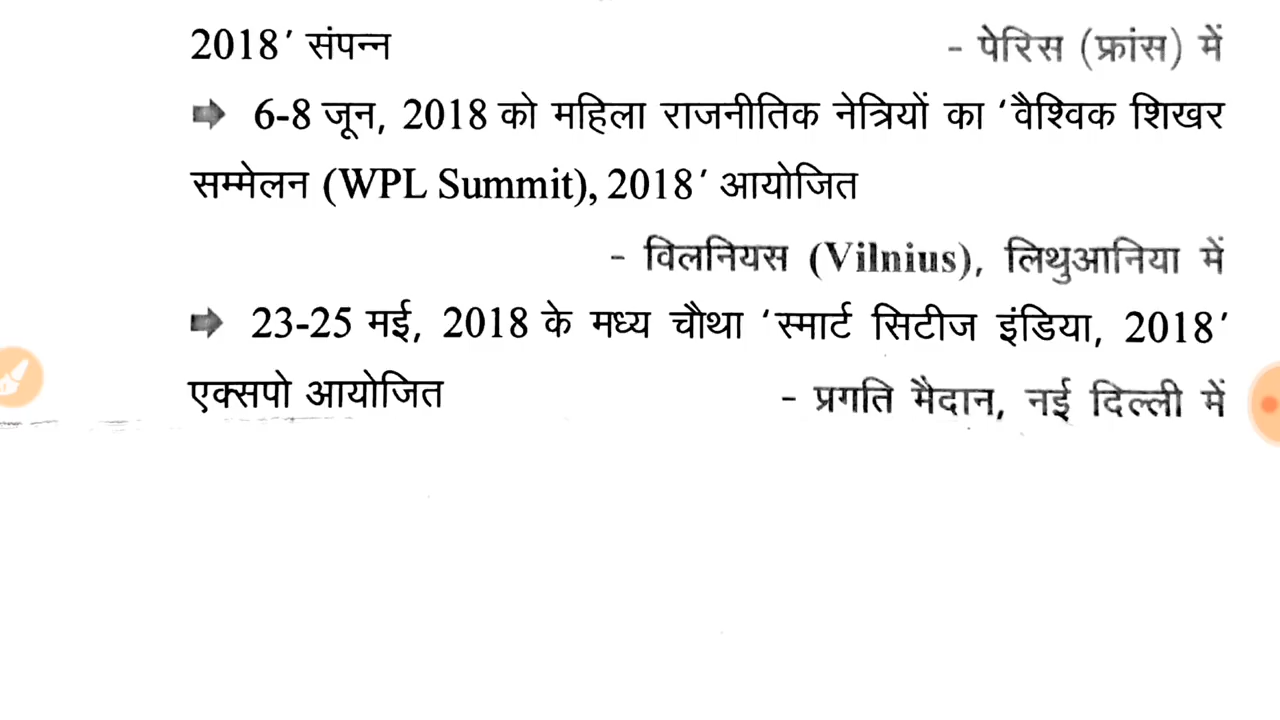 2018′ संपन्न - पेरिस (फ्रांस) में
➡ 6-8 जून, 2018 को महिला राजनीतिक नेत्रियों का ‘वैश्विक शिखर
सम्मेलन (WPL Summit), 2018′ आयोजित
- विलनियस (Vilnius), लिथुआनिया में
➡ 23-25 मई, 2018 के मध्य चौथा ‘स्मार्ट सिटीज इंडिया, 2018′
एक्सपो आयोजित - प्रगति मैदान, नई दिल्ली में